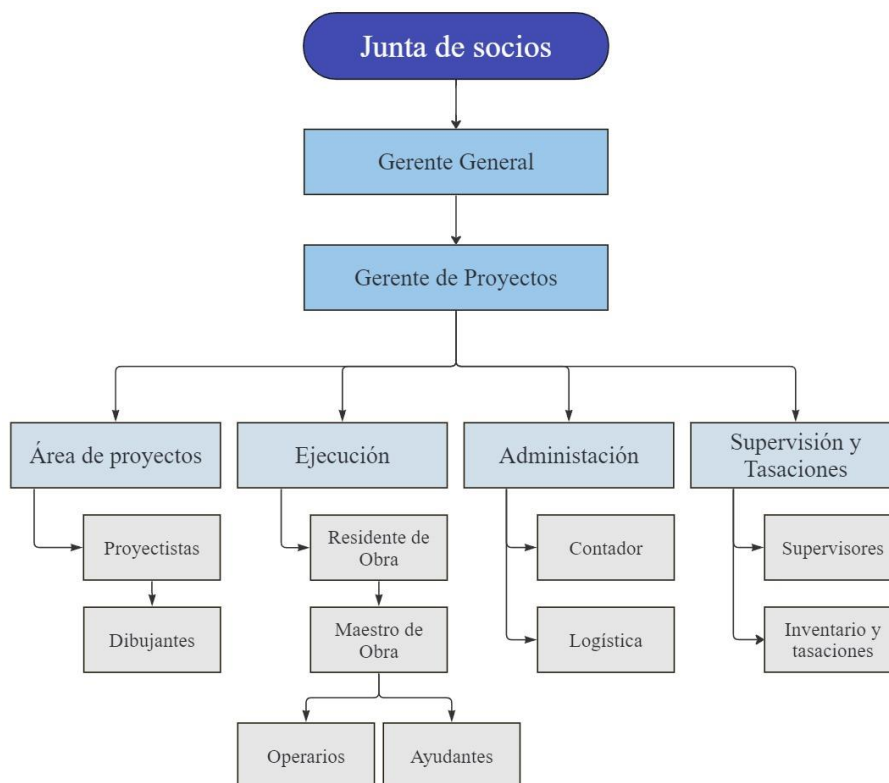 Junta de socios
Gerente General
Gerente de Proyectos
Área de proyectos
Ejecución
Administación
Supervisión y
Tasaciones
Proyectistas
Residente de
Obra
Contador
Supervisores
Dibujantes
Maestro de
Obra
Logística
Inventario y
tasaciones
Operarios
Ayudantes